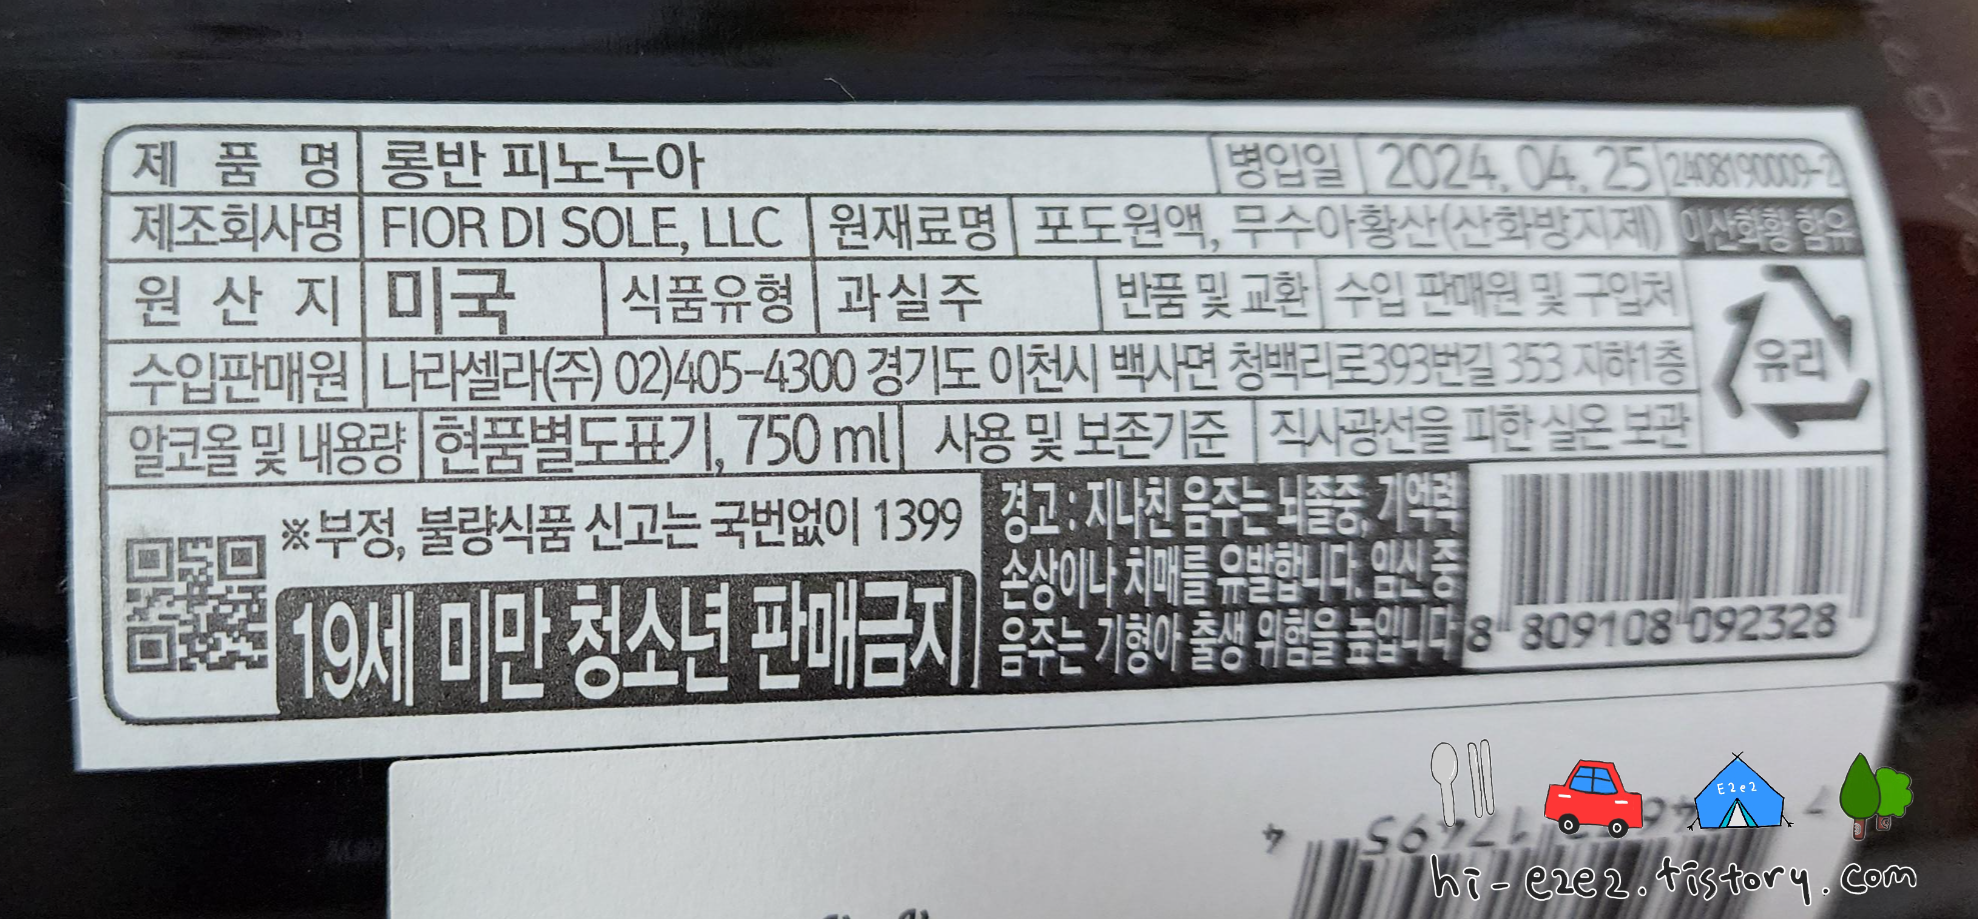 제 품 명 롱반 피노누아 병입일 2024. 04. 25 2408190009-2
제조회사명 FIOR DI SOLE, LLC 원재료명 포도원액, 무수아황산(산화방지제) 이산화황 함유
원 산 지 미국 식품유형 과실주 반품 및 교환 수입 판매원 및 구입처
유리
수입판매원 나라셀라(주) 02)405-4300 경기도 이천시 백사면 청백리로393번길 353 지하1층
알코올 및 내용량 현품별도표기, 750 ml 사용 및 보존기준 직사광선을 피한 실온 보관
※부정, 불량식품 신고는 국번없이 1399
19세 미만 청소년 판매금지
경고 : 지나친 음주는 뇌졸중, 기억력
손상이나 치매를 유발합니다. 임신 중
음주는 기형아 출생 위험을 높입니다
8 809108 092328
E2e2
hi-e2e2.tistory.com